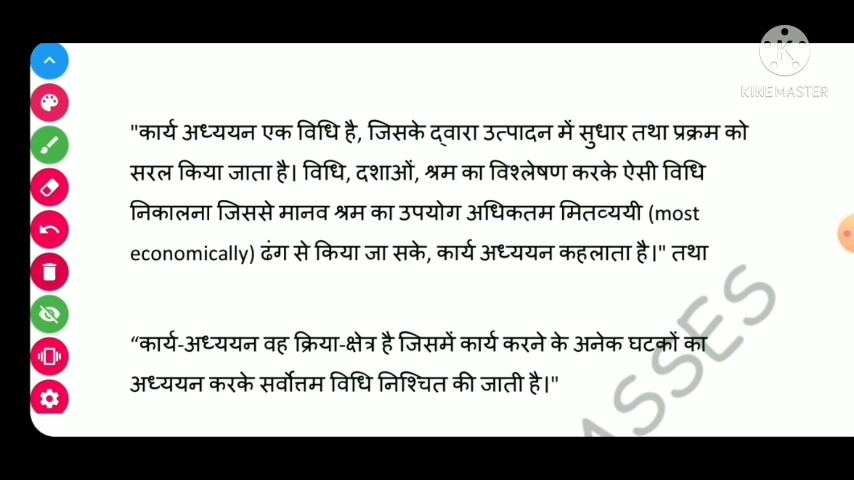 KINEMASTER
"कार्य अध्ययन एक विधि है, जिसके द्वारा उत्पादन में सुधार तथा प्रक्रम को
सरल किया जाता है। विधि, दशाओं, श्रम का विश्लेषण करके ऐसी विधि
निकालना जिससे मानव श्रम का उपयोग अधिकतम मितव्ययी (most
economically) ढंग से किया जा सके, कार्य अध्ययन कहलाता है।" तथा
“कार्य-अध्ययन वह क्रिया-क्षेत्र है जिसमें कार्य करने के अनेक घटकों का
अध्ययन करके सर्वोत्तम विधि निश्चित की जाती है।"
ASSES